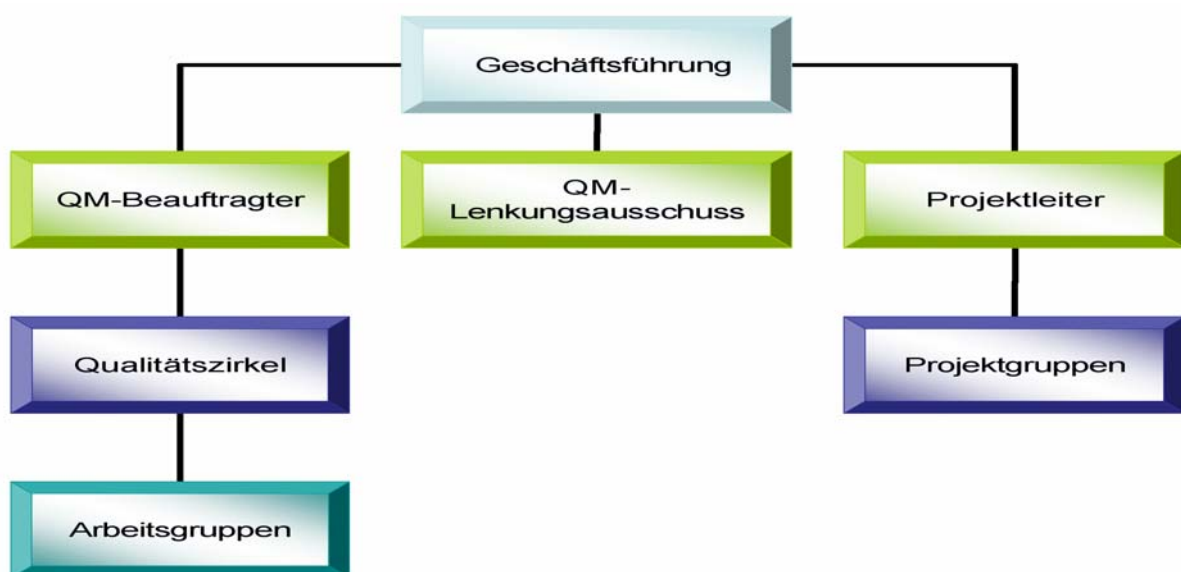 Geschäftsführung
QM-Beauftragter
QM-
Lenkungsausschuss
Projektleiter
Qualitätszirkel
Projektgruppen
Arbeitsgruppen